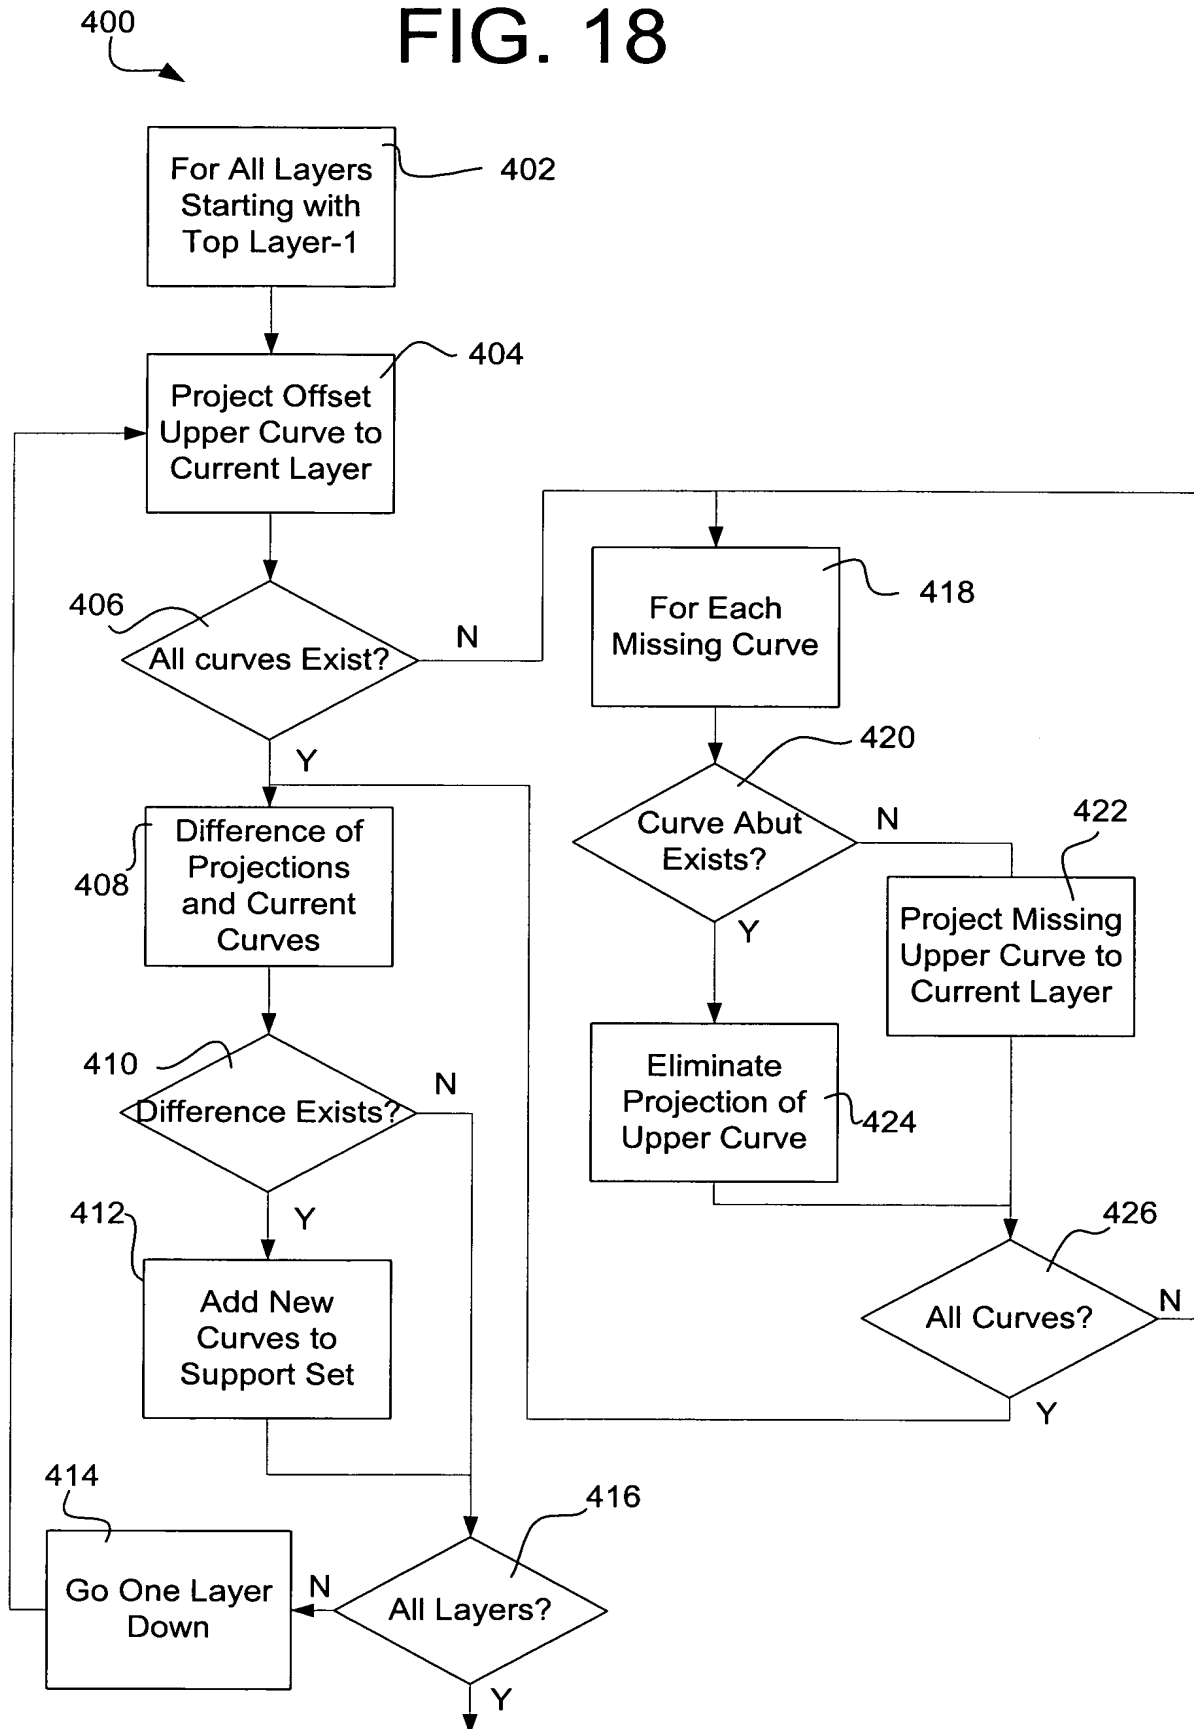 FIG. 18
400
For All Layers
Starting with
Top Layer-1
402
Project Offset
Upper Curve to
Current Layer
404
406
All curves Exist?
N
Y
For Each
Missing Curve
418
Curve Abut
Exists?
420
N
Y
422
Project Missing
Upper Curve to
Current Layer
408
Difference of
Projections
and Current
Curves
410
Difference Exists?
N
Y
Eliminate
Projection of
Upper Curve
424
412
Add New
Curves to
Support Set
426
All Curves?
N
Y
414
Go One Layer
Down
416
All Layers?
N
Y